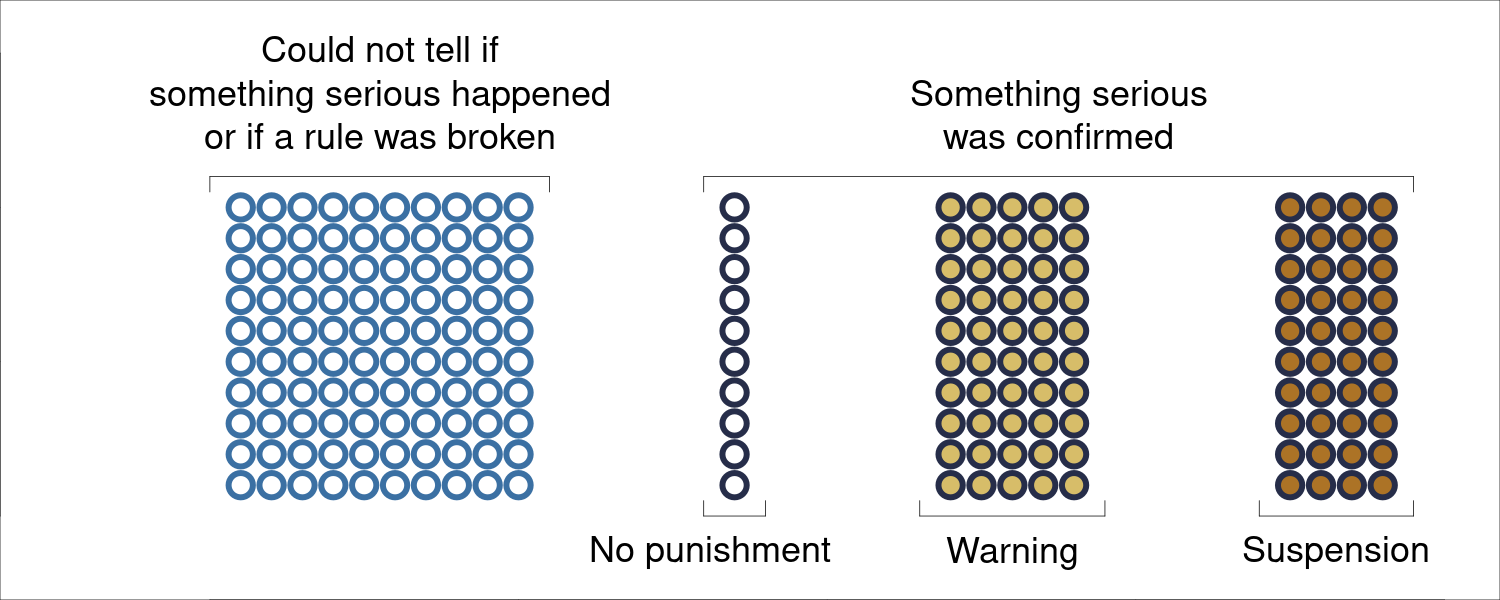 Could not tell if
something serious happened
or if a rule was broken
Something serious
was confirmed
No punishment
Warning
Suspension